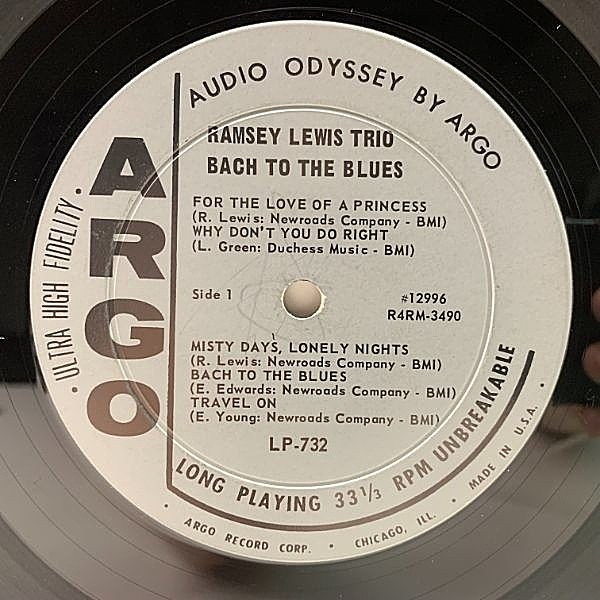 AUDIO ODYSSEY BY ARGO
ARGO
• ULTRA HIGH FIDELITY •
RAMSEY LEWIS TRIO
BACH TO THE BLUES
FOR THE LOVE OF A PRINCESS
(R. Lewis: Newroads Company - BMI)
WHY DON'T YOU DO RIGHT
(L. Green: Duchess Music - BMI)
Side 1
#12996
R4RM-3490
MISTY DAYS, LONELY NIGHTS
(R. Lewis: Newroads Company - BMI)
BACH TO THE BLUES
(E. Edwards: Newroads Company - BMI)
TRAVEL ON
(E. Young: Newroads Company - BMI)
LP-732
LONG PLAYING 33 1/3 RPM UNBREAKABLE
• ARGO RECORD CORP. • CHICAGO, ILL. • MADE IN U.S.A. •